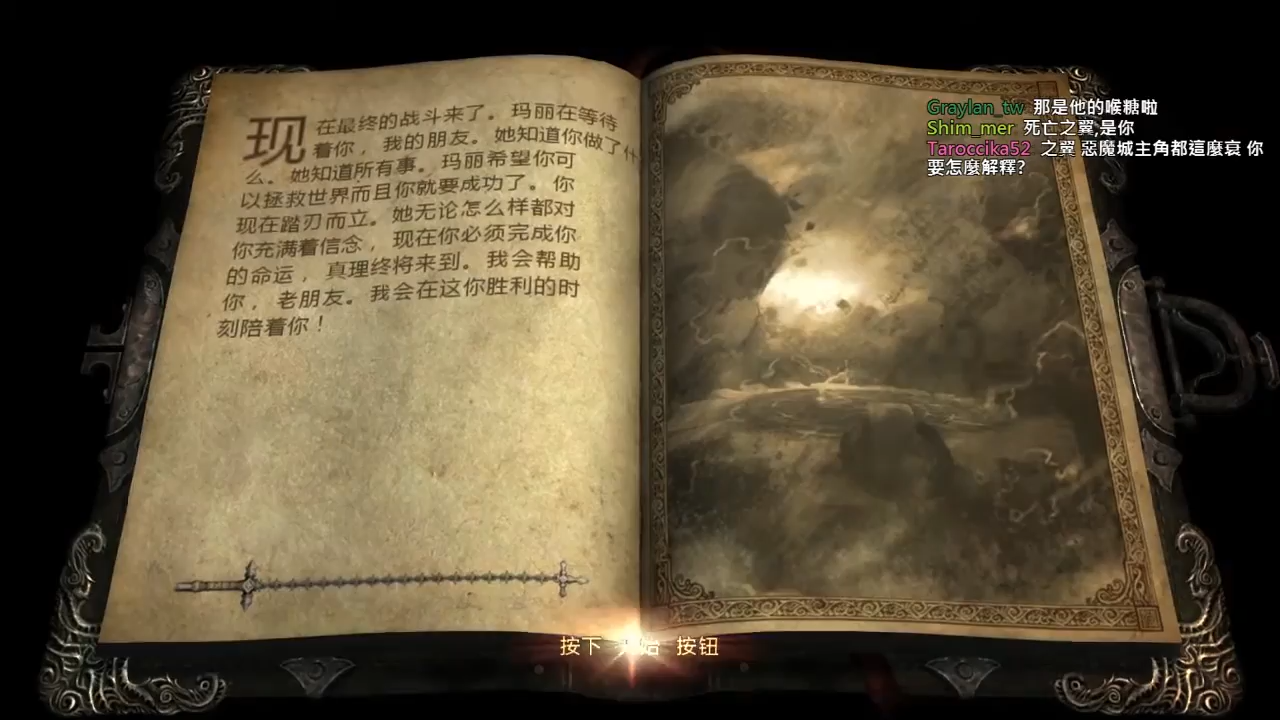 现在最终的战斗来了。玛丽在等待
着你，我的朋友。她知道你做了什
么。她知道所有事。玛丽希望你可
以拯救世界而且你就要成功了。你
现在踏刃而立。她无论怎么样都对
你充满着信念，现在你必须完成你
的命运，真理终将来到。我会帮助
你，老朋友。我会在这你胜利的时
刻陪着你！
Graylan_tw 那是他的喉糖啦
Shim_mer 死亡之翼,是你
Taroccika52 之翼 惡魔城主角都這麼衰 你
要怎麼解釋?
按下 开始 按钮